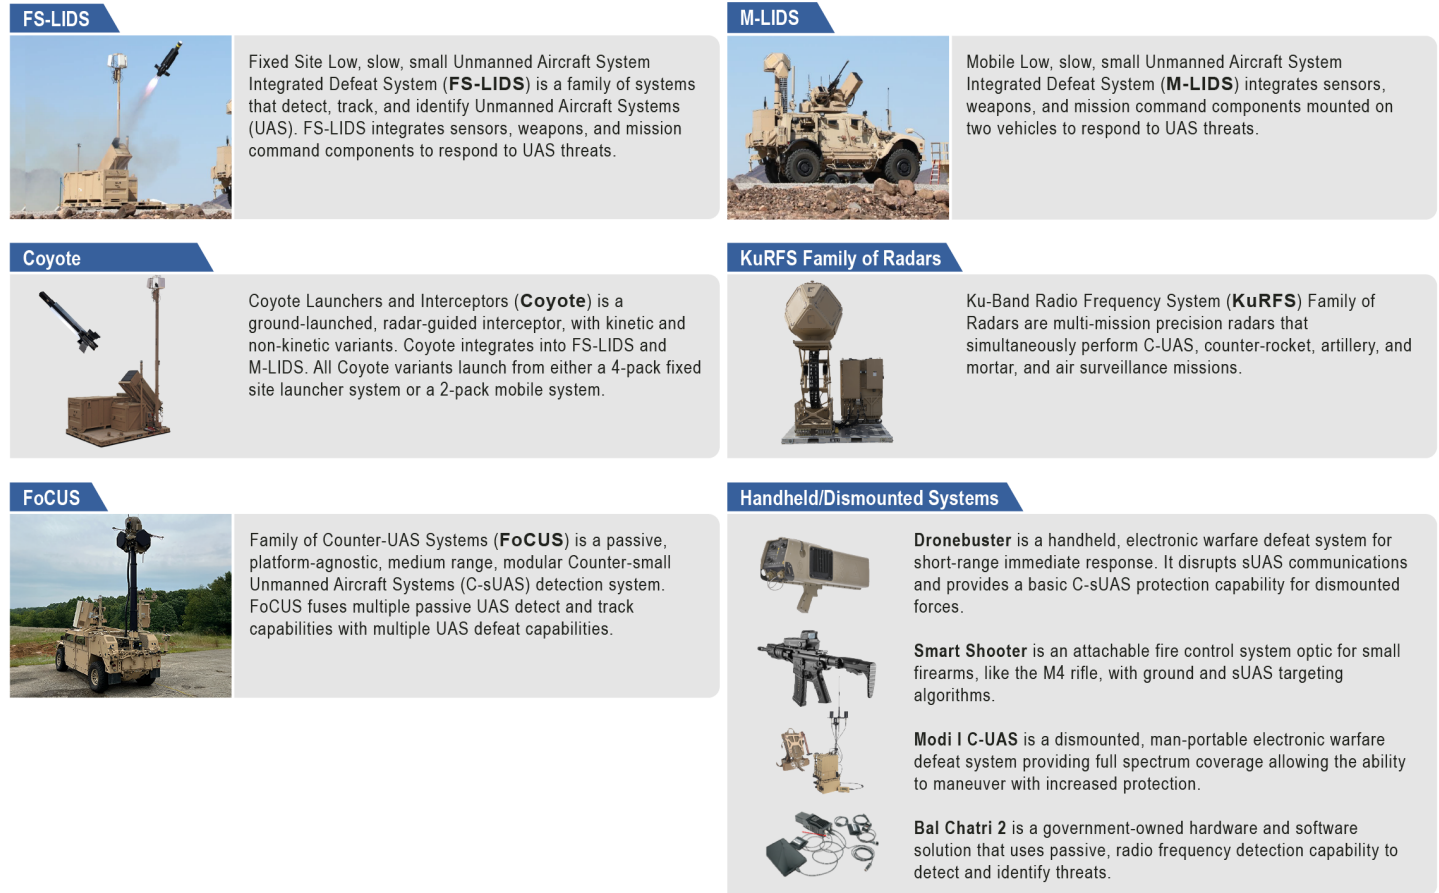 FS-LIDS
Fixed Site Low, slow, small Unmanned Aircraft System
Integrated Defeat System (FS-LIDS) is a family of systems
that detect, track, and identify Unmanned Aircraft Systems
(UAS). FS-LIDS integrates sensors, weapons, and mission
command components to respond to UAS threats.
M-LIDS
Mobile Low, slow, small Unmanned Aircraft System
Integrated Defeat System (M-LIDS) integrates sensors,
weapons, and mission command components mounted on
two vehicles to respond to UAS threats.
Coyote
Coyote Launchers and Interceptors (Coyote) is a
ground-launched, radar-guided interceptor, with kinetic and
non-kinetic variants. Coyote integrates into FS-LIDS and
M-LIDS. All Coyote variants launch from either a 4-pack fixed
site launcher system or a 2-pack mobile system.
KuRFS Family of Radars
Ku-Band Radio Frequency System (KuRFS) Family of
Radars are multi-mission precision radars that
simultaneously perform C-UAS, counter-rocket, artillery, and
mortar, and air surveillance missions.
FoCUS
Family of Counter-UAS Systems (FoCUS) is a passive,
platform-agnostic, medium range, modular Counter-small
Unmanned Aircraft Systems (C-sUAS) detection system.
FoCUS fuses multiple passive UAS detect and track
capabilities with multiple UAS defeat capabilities.
Handheld/Dismounted Systems
Dronebuster is a handheld, electronic warfare defeat system for
short-range immediate response. It disrupts sUAS communications
and provides a basic C-sUAS protection capability for dismounted
forces.
Smart Shooter is an attachable fire control system optic for small
firearms, like the M4 rifle, with ground and sUAS targeting
algorithms.
Modi I C-UAS is a dismounted, man-portable electronic warfare
defeat system providing full spectrum coverage allowing the ability
to maneuver with increased protection.
Bal Chatri 2 is a government-owned hardware and software
solution that uses passive, radio frequency detection capability to
detect and identify threats.